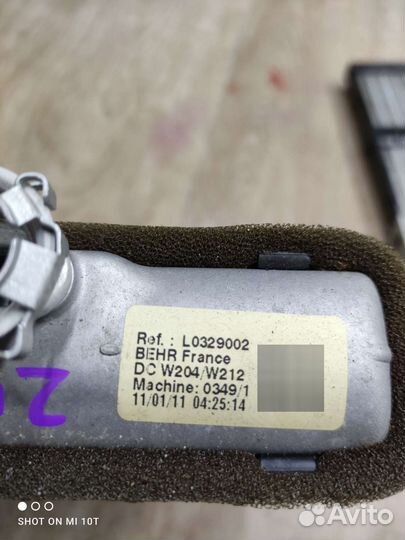 Ref. : L0329002
BEHR France
DC W204/W212
Machine: 0349/1
11/01/11 04:25:14
SHOT ON MI 10T
Avito